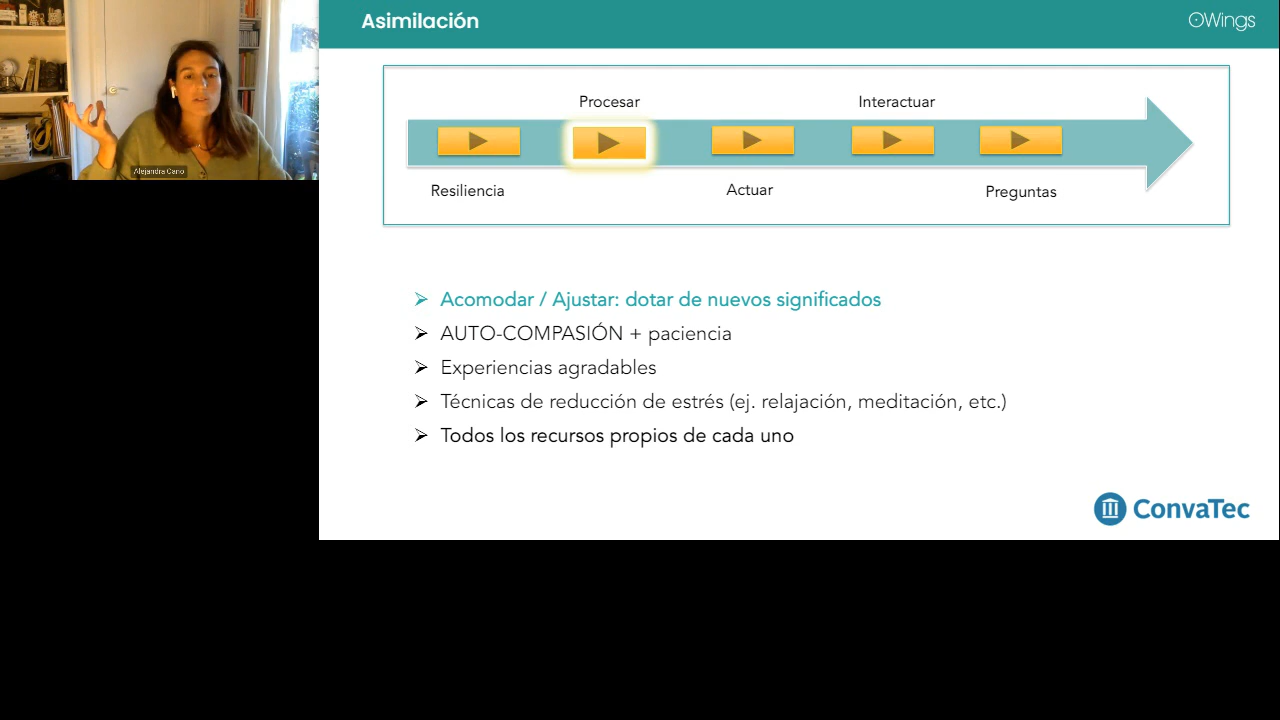 Asimilación
Wings
Procesar
Interactuar
Resiliencia
Actuar
Preguntas
Alejandra Cano
Acomodar / Ajustar: dotar de nuevos significados
AUTO-COMPASIÓN + paciencia
Experiencias agradables
Técnicas de reducción de estrés (ej. relajación, meditación, etc.)
Todos los recursos propios de cada uno
ConvaTec